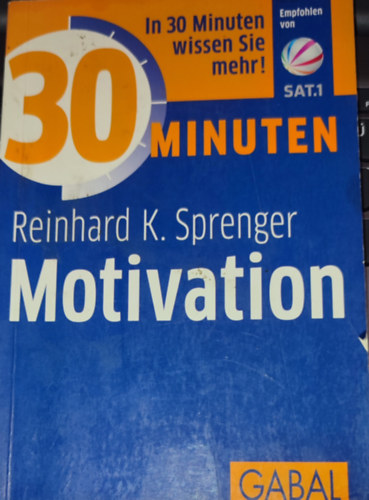 In 30 Minuten
wissen Sie
mehr!
Empfohlen
von
SAT.1
30
MINUTEN
Reinhard K. Sprenger
Motivation
GABAL